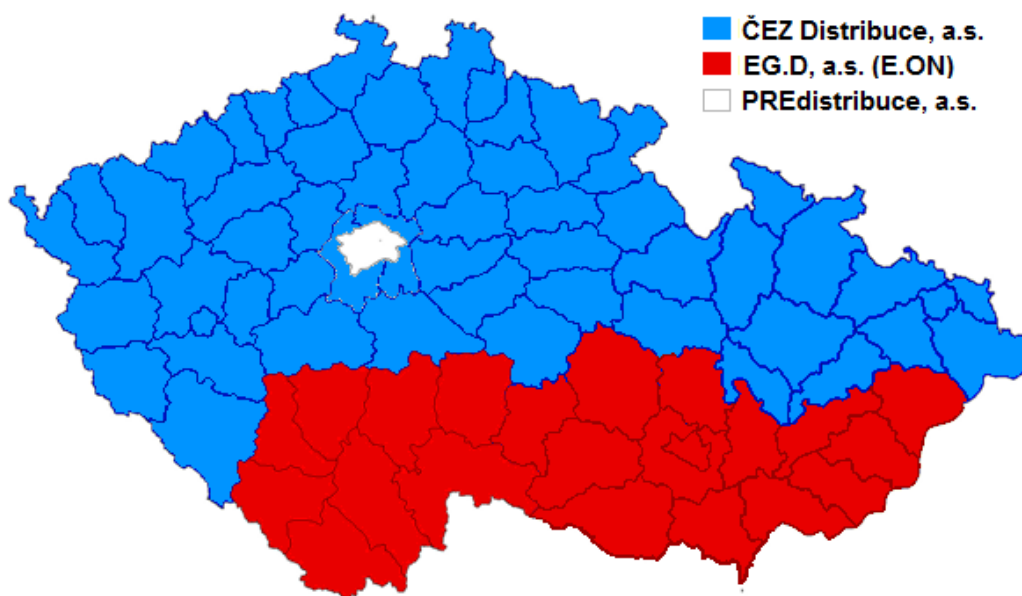 ČEZ Distribuce, a.s.
EG.D, a.s. (E.ON)
PREdistribuce, a.s.